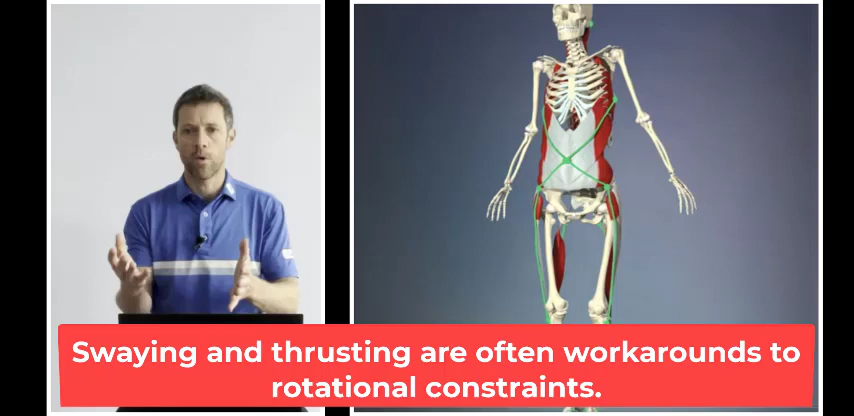 Swaying and thrusting are often workarounds to
rotational constraints.